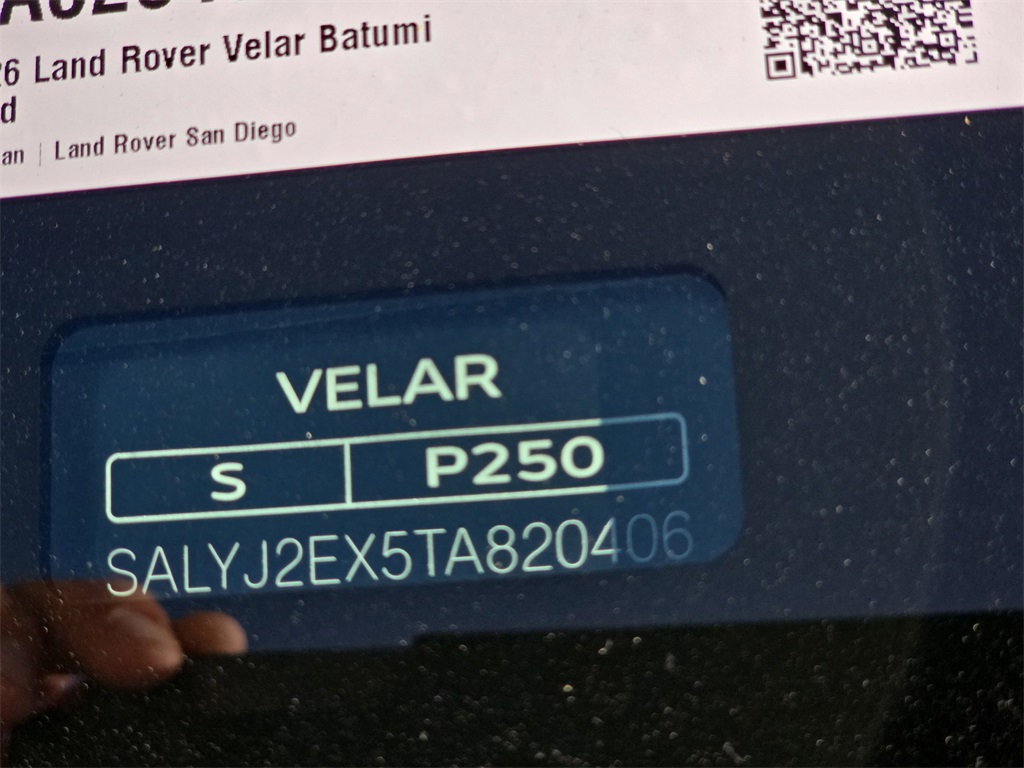 26 Land Rover Velar Batumi
d
an | Land Rover San Diego
VELAR
S P250
SALYJ2EX5TA820406